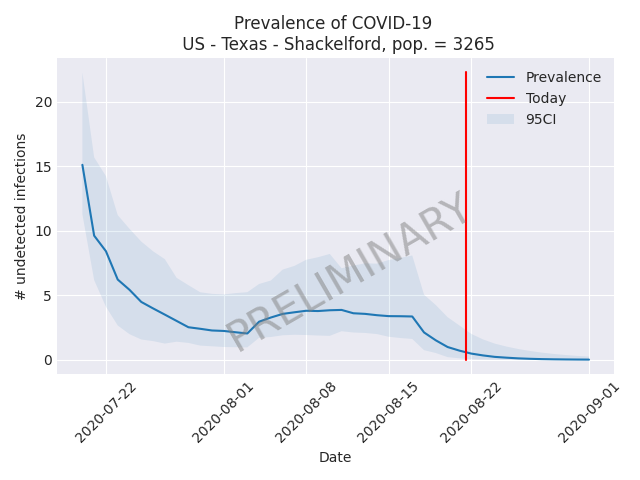 Prevalence of COVID-19
US - Texas - Shackelford, pop. = 3265
Prevalence
Today
95CI
# undetected infections
20
15
10
5
0
PRELIMINARY
2020-07-22
2020-08-01
2020-08-08
2020-08-15
2020-08-22
2020-09-01
Date